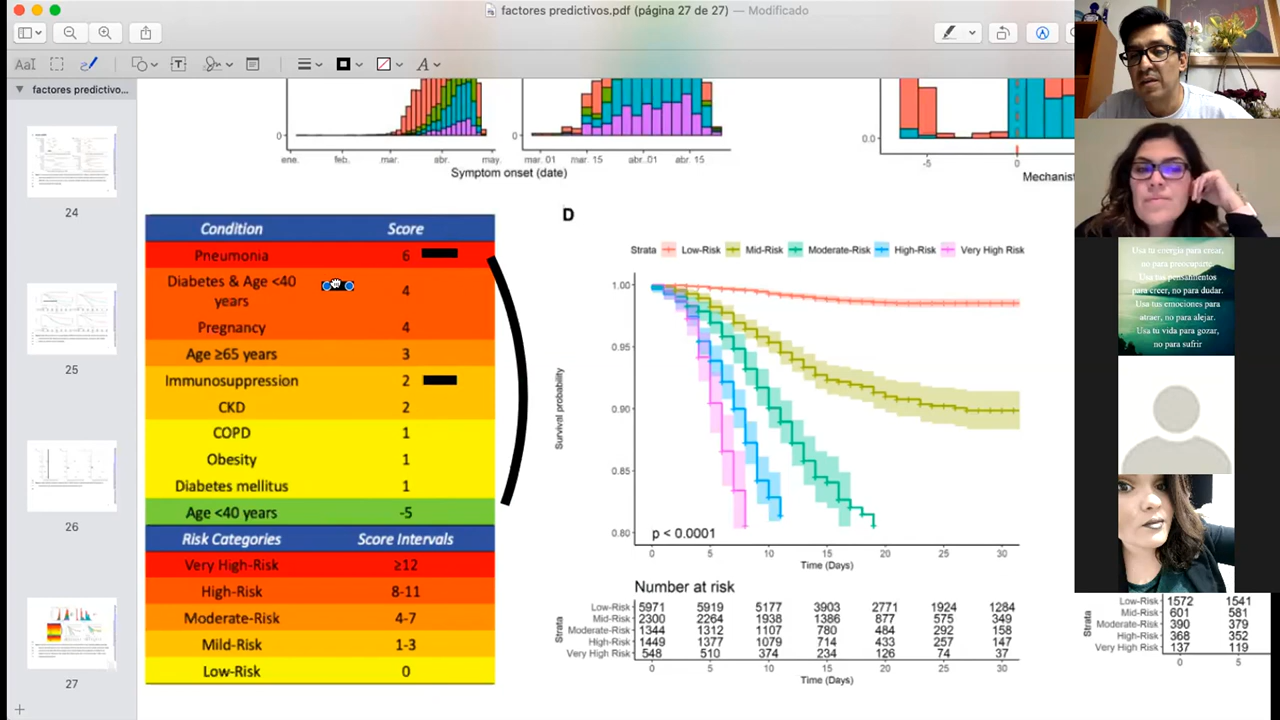 factores predictivos.pdf (página 27 de 27) — Modificado
AaI
T
A
factores predictivo...
24
25
26
27
0
ene.
feb.
mar.
abr.
may.
0
mar. 01
mar. 15
abr. 01
abr. 15
Symptom onset (date)
0.0
-5
0
Mechanist
Condition Score
Pneumonia 6
Diabetes & Age <40 years 4
Pregnancy 4
Age ≥65 years 3
Immunosuppression 2
CKD 2
COPD 1
Obesity 1
Diabetes mellitus 1
Age <40 years -5
Risk Categories Score Intervals
Very High-Risk ≥12
High-Risk 8-11
Moderate-Risk 4-7
Mild-Risk 1-3
Low-Risk 0
D
Strata Low-Risk Mid-Risk Moderate-Risk High-Risk Very High Risk
1.00
0.95
0.90
0.85
0.80
Survival probability
p < 0.0001
0 5 10 15 20 25 30
Time (Days)
Number at risk
Strata
Low-Risk 5971 5919 5177 3903 2771 1924 1284
Mid-Risk 2300 2264 1938 1386 877 575 349
Moderate-Risk 1344 1312 1107 780 484 292 158
High-Risk 1449 1377 1079 714 433 257 147
Very High Risk 548 510 374 234 126 74 37
0 5 10 15 20 25 30
Time (Days)
Strata
Low-Risk 1572 1541
Mid-Risk 601 581
Moderate-Risk 390 379
High-Risk 368 352
Very High Risk 137 119
0 5
Usa tu energía para crear,
no para preocuparte.
Usa tus pensamientos
para creer, no para dudar.
Usa tus emociones para
atraer, no para alejar.
Usa tu vida para gozar,
no para sufrir